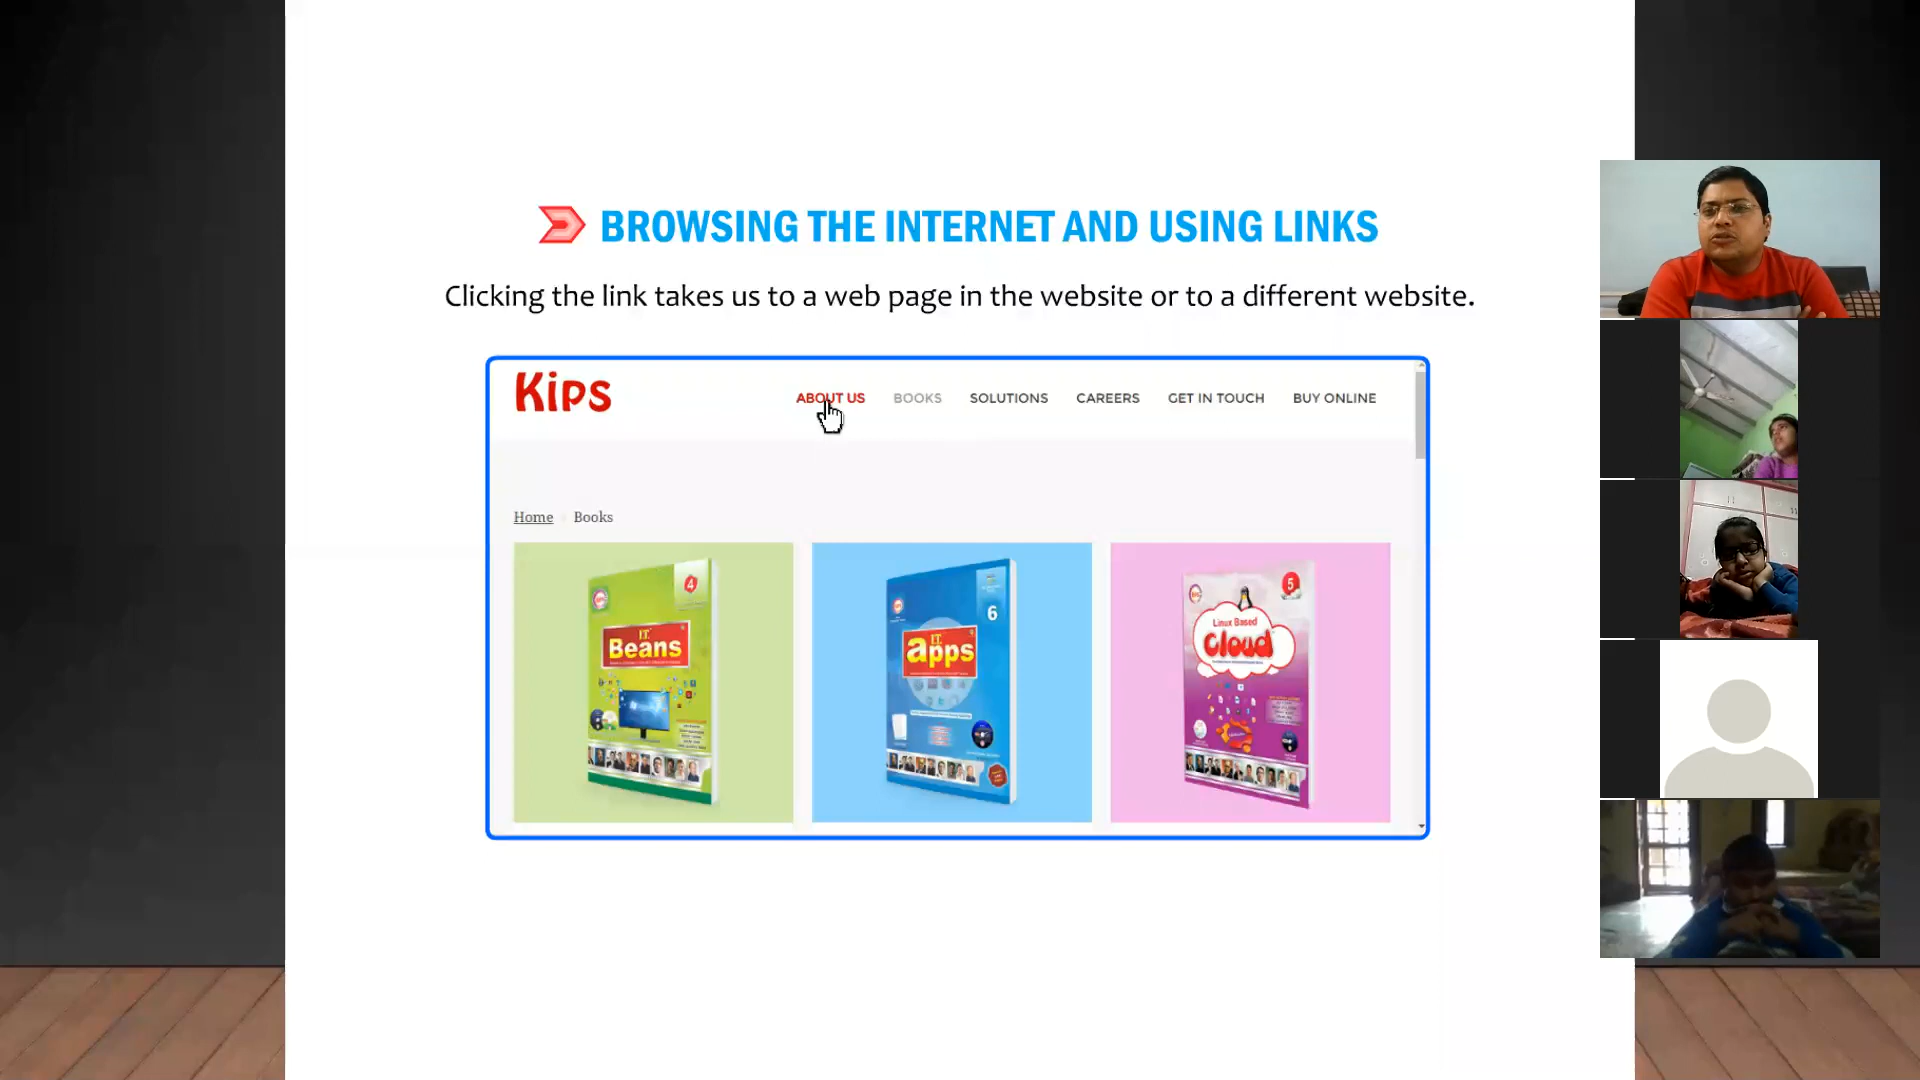 BROWSING THE INTERNET AND USING LINKS
Clicking the link takes us to a web page in the website or to a different website.
Kips
ABOUT US BOOKS SOLUTIONS CAREERS GET IN TOUCH BUY ONLINE
Home Books
4
I.T.
Beans
6
I.T.
apps
5
Linux Based
Cloud